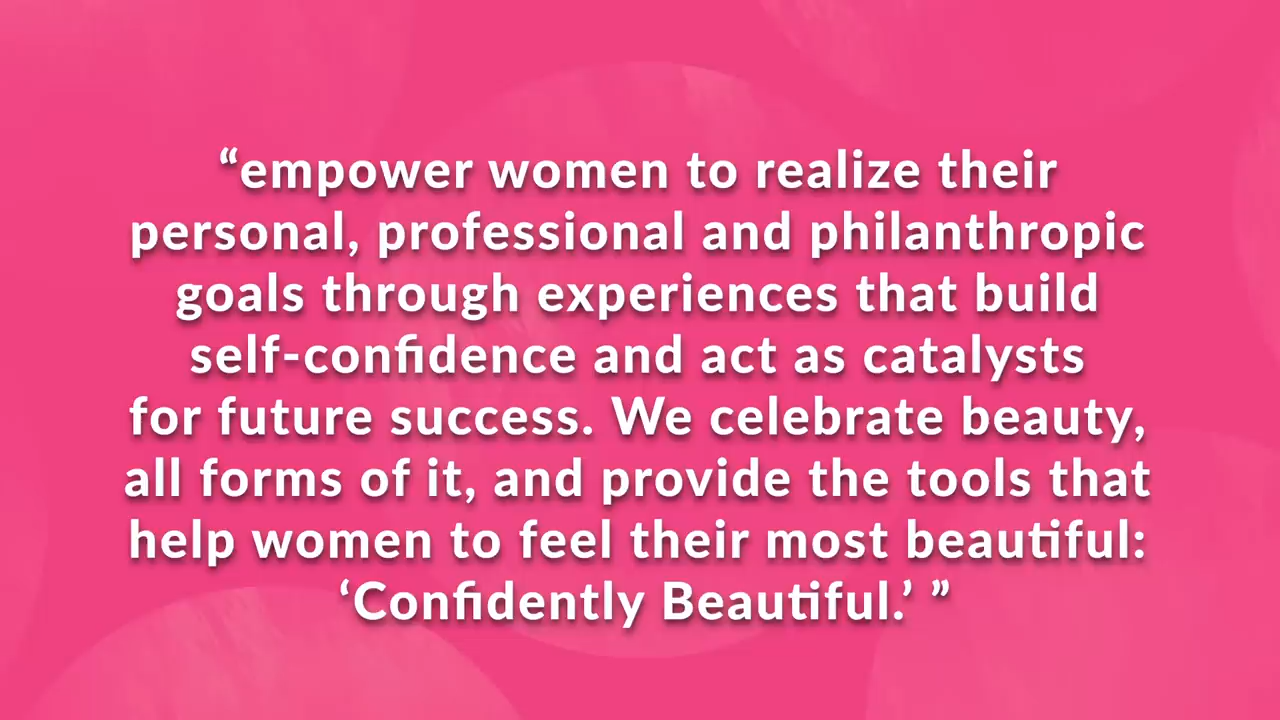 “empower women to realize their
personal, professional and philanthropic
goals through experiences that build
self-confidence and act as catalysts
for future success. We celebrate beauty,
all forms of it, and provide the tools that
help women to feel their most beautiful:
‘Confidently Beautiful.’ ”